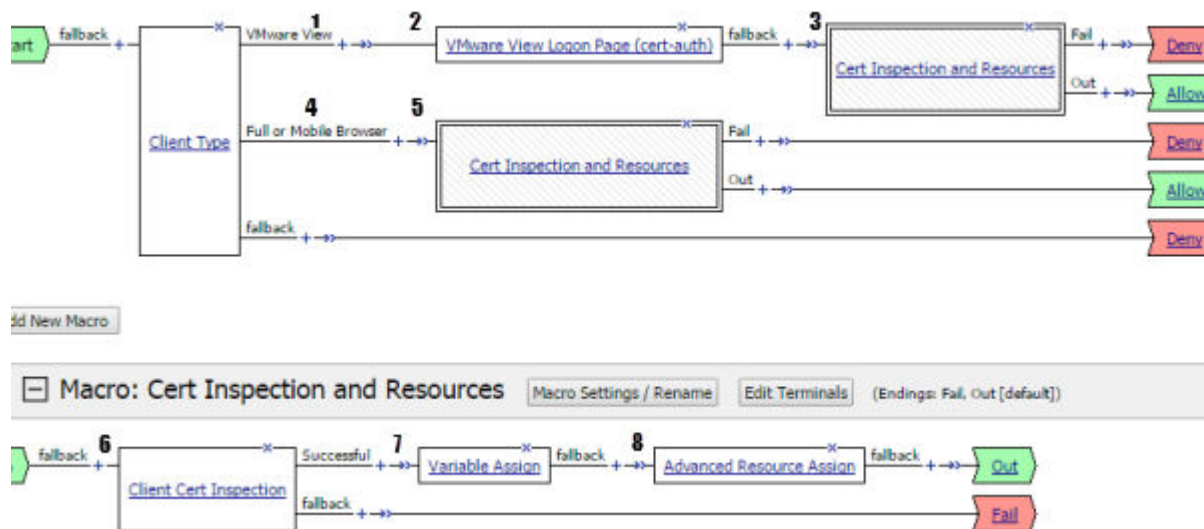 1 2 3
art fallback + VMware View + VMware View Logon Page (cert-auth) fallback + Cert Inspection and Resources Fail + Deny
Out + Allow
4 5
Client Type Full or Mobile Browser + Cert Inspection and Resources Fail + Deny
Out + Allow
fallback + Deny
dd New Macro
Macro: Cert Inspection and Resources Macro Settings / Rename Edit Terminals (Endings: Fail, Out [default])
6 7 8
fallback + Client Cert Inspection Successful + Variable Assign fallback + Advanced Resource Assign fallback + Out
fallback + Fail